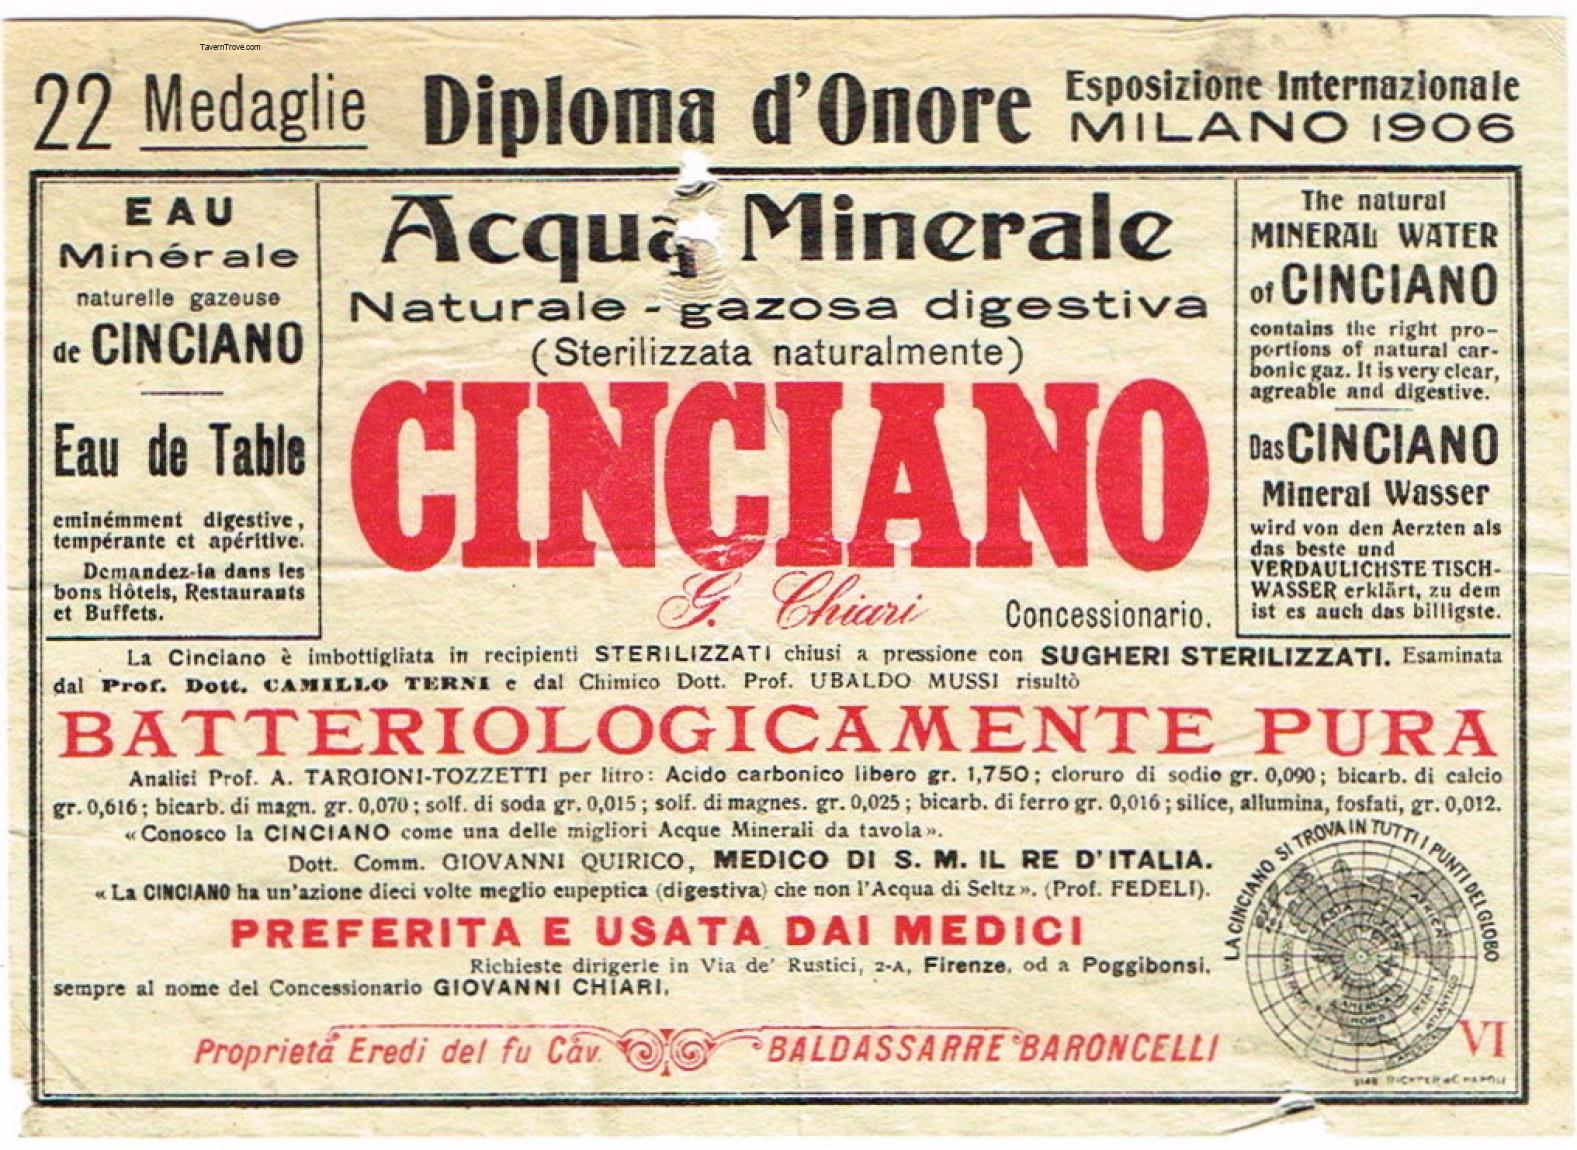 TavernTrove.com
22 Medaglie Diploma d'Onore Esposizione Internazionale
MILANO 1906
EAU
Minérale
naturelle gazeuse
de CINCIANO
Eau de Table
eminémment digestive,
tempérante et apéritive.
Demandez-la dans les
bons Hôtels, Restaurants
et Buffets.
Acqua Minerale
Naturale - gazosa digestiva
(Sterilizzata naturalmente)
CINCIANO
G. Chiari Concessionario.
The natural
MINERAL WATER
of CINCIANO
contains the right pro-
portions of natural car-
bonic gaz. It is very clear,
agreable and digestive.
Das CINCIANO
Mineral Wasser
wird von den Aerzten als
das beste und
VERDAULICHSTE TISCH-
WASSER erklärt, zu dem
ist es auch das billigste.
La Cinciano è imbottigliata in recipienti STERILIZZATI chiusi a pressione con SUGHERI STERILIZZATI. Esaminata
dal Prof. Dott. CAMILLO TERNI e dal Chimico Dott. Prof. UBALDO MUSSI risultò
BATTERIOLOGICAMENTE PURA
Analisi Prof. A. TARGIONI-TOZZETTI per litro: Acido carbonico libero gr. 1,750; cloruro di sodio gr. 0,090; bicarb. di calcio
gr. 0,616; bicarb. di magn. gr. 0,070; solf. di soda gr. 0,015; solf. di magnes. gr. 0,025; bicarb. di ferro gr. 0,016; silice, allumina, fosfati, gr. 0,012.
«Conosco la CINCIANO come una delle migliori Acque Minerali da tavola».
Dott. Comm. GIOVANNI QUIRICO, MEDICO DI S. M. IL RE D'ITALIA.
«La CINCIANO ha un'azione dieci volte meglio eupeptica (digestiva) che non l'Acqua di Seltz». (Prof. FEDELI).
PREFERITA E USATA DAI MEDICI
Richieste dirigerle in Via de' Rustici, 2-A, Firenze, od a Poggibonsi,
sempre al nome del Concessionario GIOVANNI CHIARI.
Proprietà Eredi del fu Cav. BALDASSARRE BARONCELLI
LA CINCIANO SI TROVA IN TUTTI I PUNTI DEL GLOBO
ASIA
AFRICA
AMERICA
NORD
VI
RICHTER & C NAPOLI